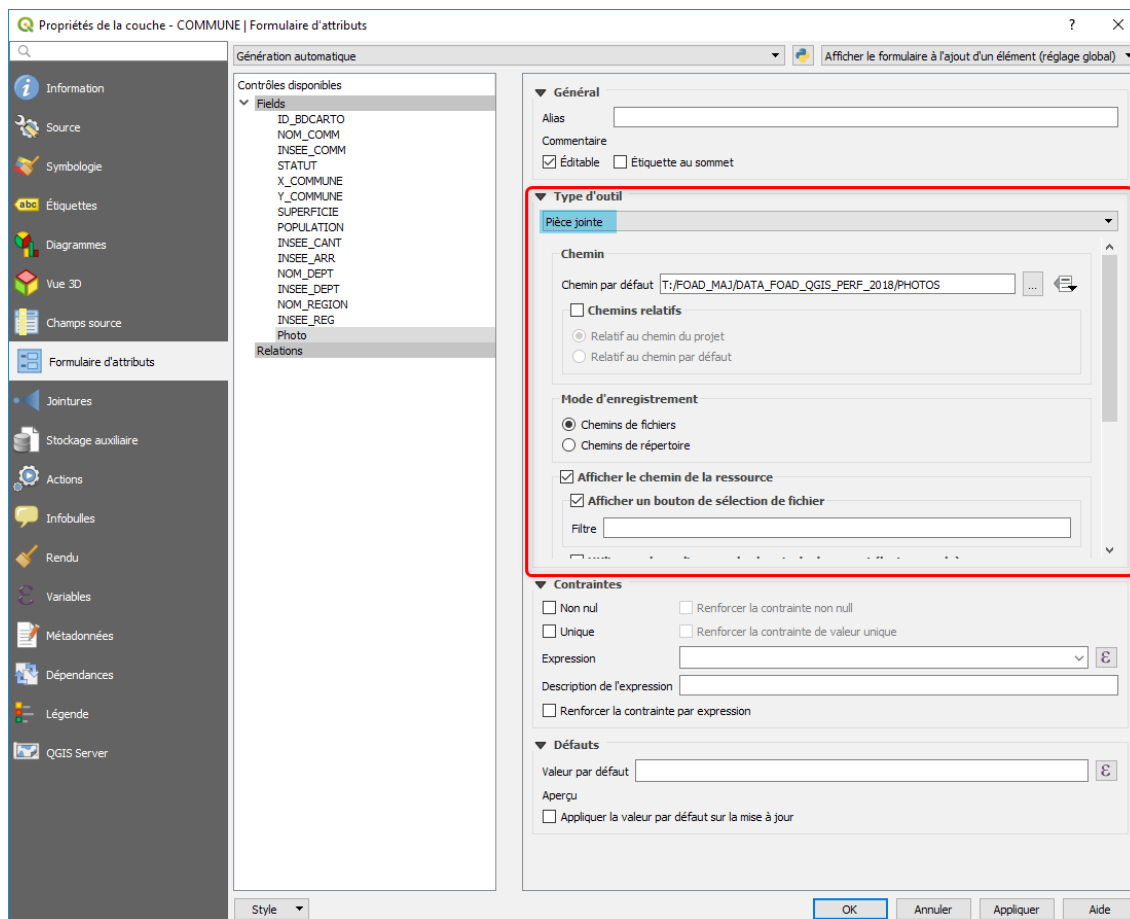 Propriétés de la couche - COMMUNE | Formulaire d'attributs
Génération automatique
Afficher le formulaire à l'ajout d'un élément (réglage global)
Information
Source
Symbologie
abc Étiquettes
Diagrammes
Vue 3D
Champs source
Formulaire d'attributs
Jointures
Stockage auxiliaire
Actions
Infobulles
Rendu
Variables
Métadonnées
Dépendances
Légende
QGIS Server
Contrôles disponibles
Fields
ID_BDCARTO
NOM_COMM
INSEE_COMM
STATUT
X_COMMUNE
Y_COMMUNE
SUPERFICIE
POPULATION
INSEE_CANT
INSEE_ARR
NOM_DEPT
INSEE_DEPT
NOM_REGION
INSEE_REG
Photo
Relations
Général
Alias
Commentaire
Éditable Étiquette au sommet
Type d'outil
Pièce jointe
Chemin
Chemin par défaut T:/FOAD_MAJ/DATA_FOAD_QGIS_PERF_2018/PHOTOS ...
Chemins relatifs
Relatif au chemin du projet
Relatif au chemin par défaut
Mode d'enregistrement
Chemins de fichiers
Chemins de répertoire
Afficher le chemin de la ressource
Afficher un bouton de sélection de fichier
Filtre
Contraintes
Non nul Renforcer la contrainte non null
Unique Renforcer la contrainte de valeur unique
Expression ε
Description de l'expression
Renforcer la contrainte par expression
Défauts
Valeur par défaut ε
Aperçu
Appliquer la valeur par défaut sur la mise à jour
Style OK Annuler Appliquer Aide